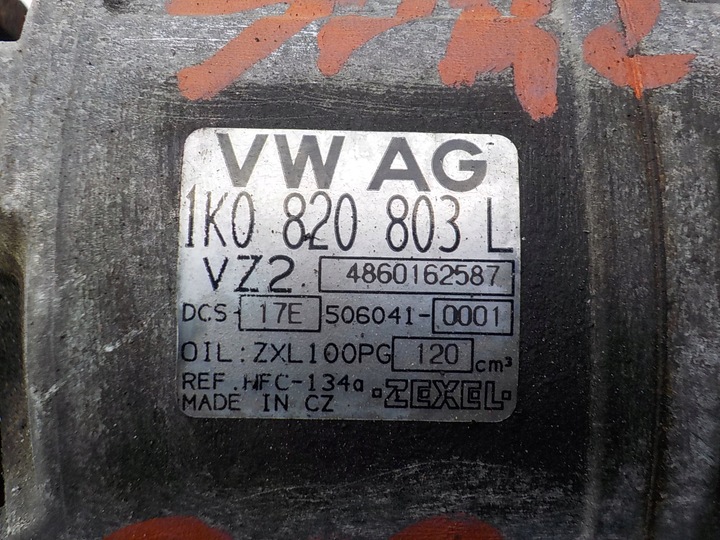 VW AG
1K0 820 803 L
VZ2 4860162587
DCS-17E 506041-0001
OIL:ZXL100PG 120 cm³
REF.HFC-134a
MADE IN CZ ZEXEL